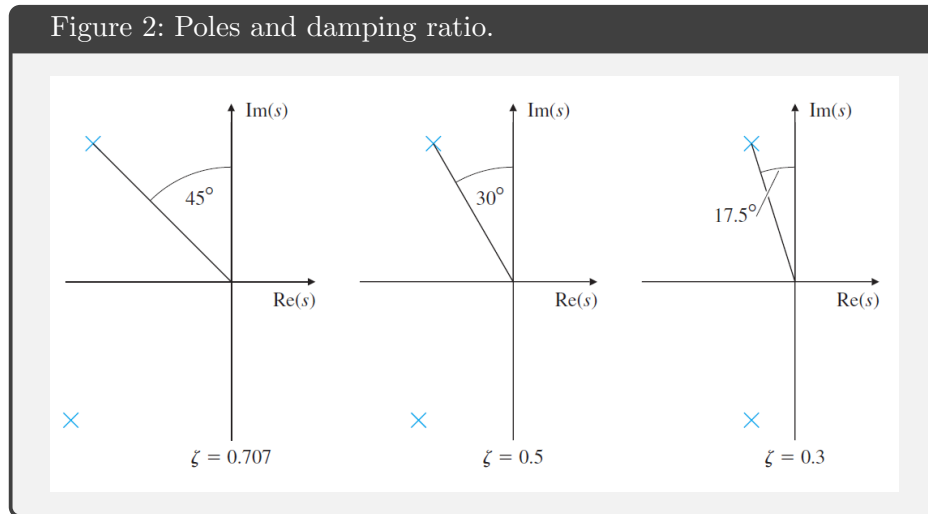 Figure 2: Poles and damping ratio.
Im(s)
45°
Re(s)
ζ = 0.707
Im(s)
30°
Re(s)
ζ = 0.5
Im(s)
17.5°
Re(s)
ζ = 0.3